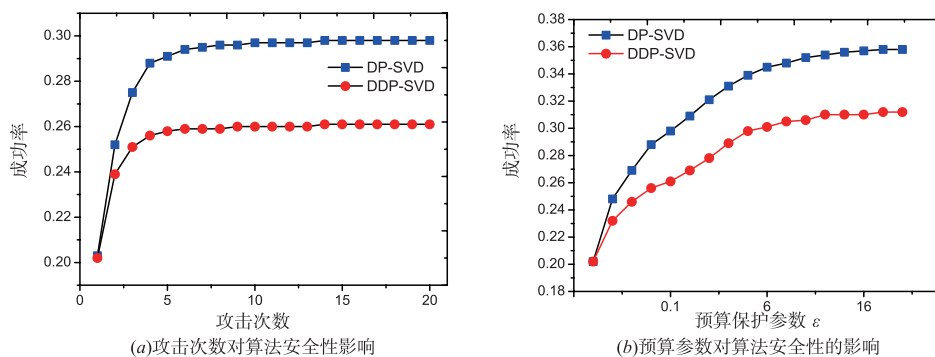 0.30
0.28
0.26
0.24
0.22
0.20
成功率
DP-SVD
DDP-SVD
0
5
10
15
20
攻击次数
(a)攻击次数对算法安全性影响
0.38
0.36
0.32
0.30
0.28
0.26
0.24
0.22
0.20
0.18
成功率
DP-SVD
DDP-SVD
0.1
6
16
预算保护参数 ε
(b)预算参数对算法安全性的影响